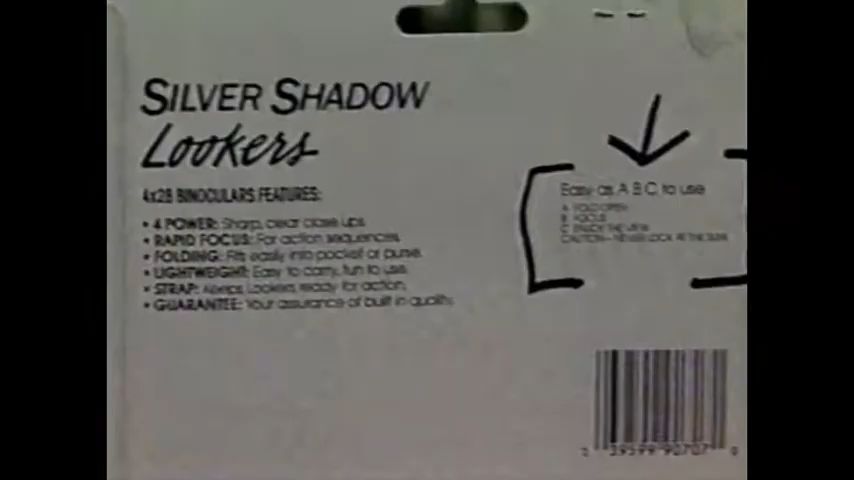 SILVER SHADOW
Lookers
4x28 BINOCULARS FEATURES:
• 4 POWER: Sharp, clear close ups.
• RAPID FOCUS: For action sequences.
• FOLDING: Fits easily into pocket or purse.
• LIGHTWEIGHT: Easy to carry, fun to use.
• STRAP: Keeps Lookers ready for action.
• GUARANTEE: Your assurance of built in quality.
Easy as A B C to use
A FOLD OPEN
B FOCUS
C ENJOY THE VIEW
CAUTION—NEVER LOOK AT THE SUN
39399 90707